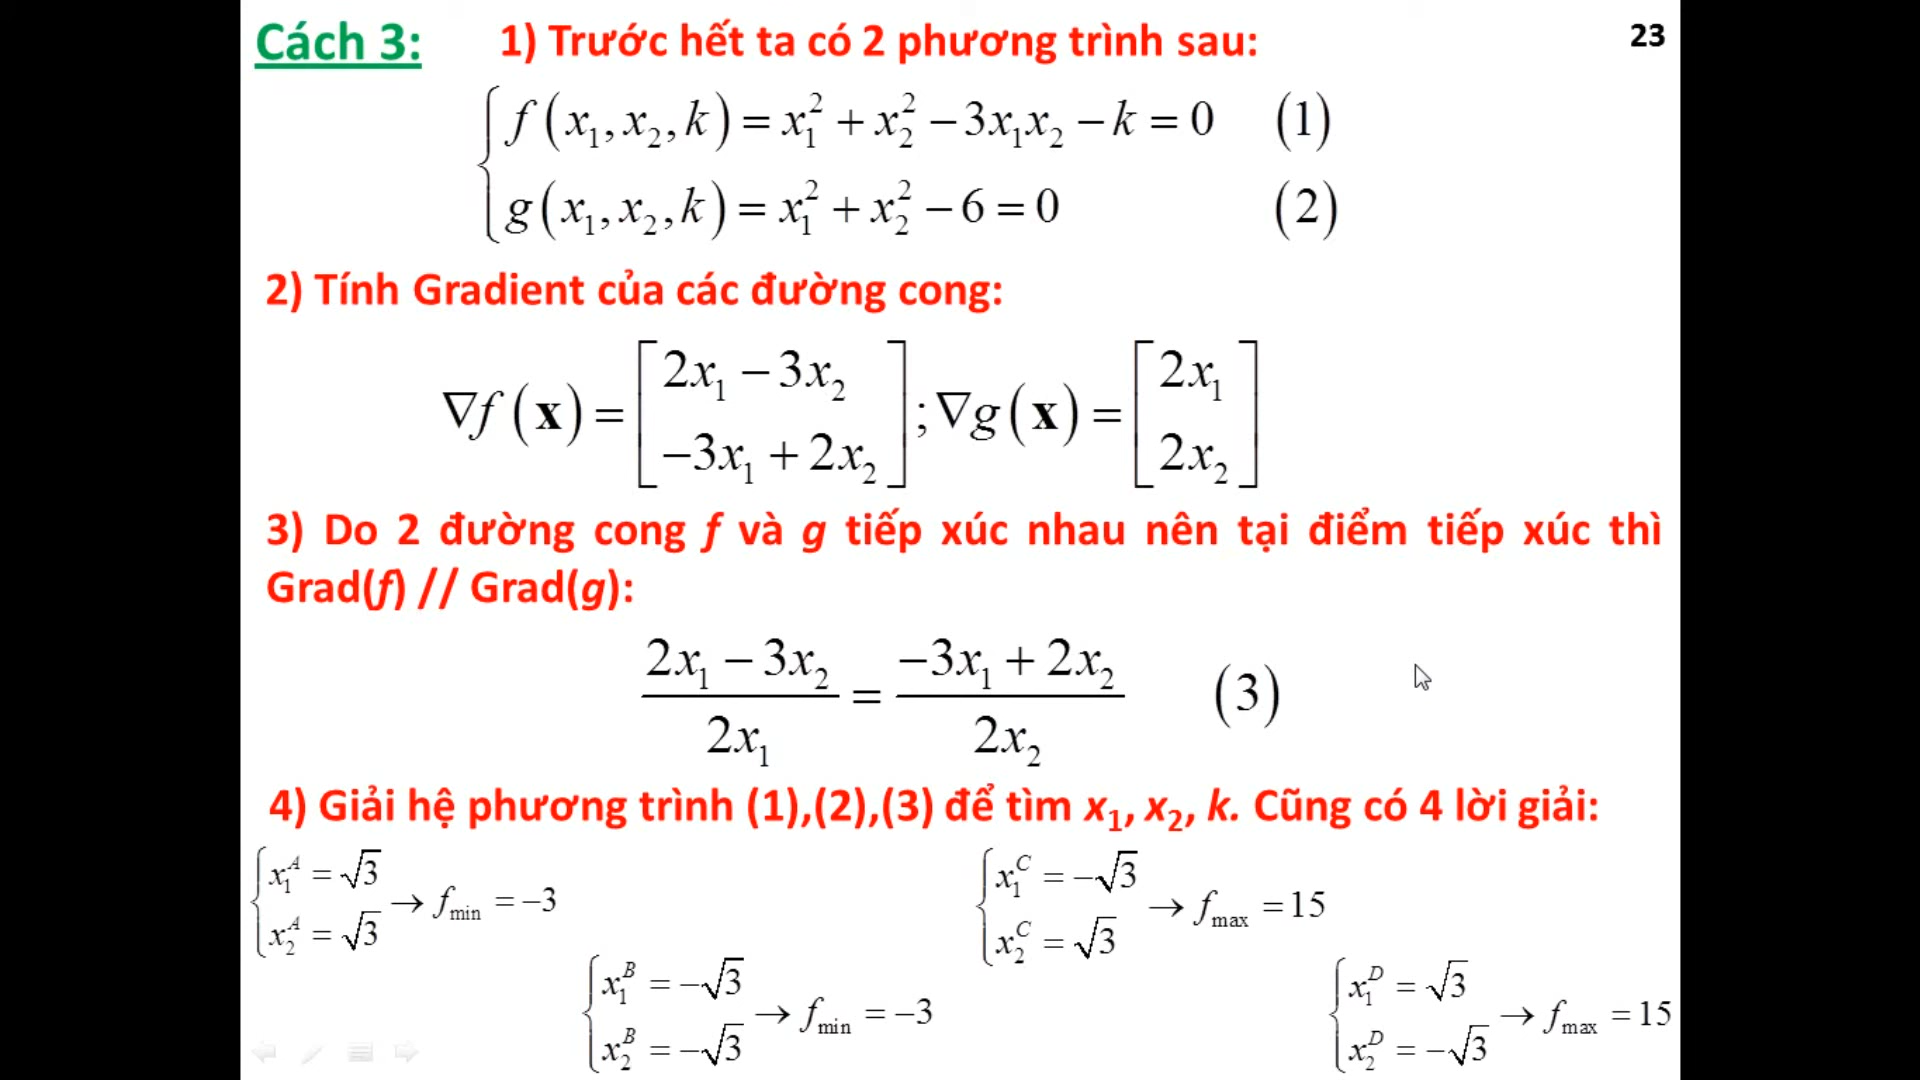 Cách 3: 1) Trước hết ta có 2 phương trình sau: 23
f(x₁, x₂, k) = x₁² + x₂² − 3x₁x₂ − k = 0 (1)
g(x₁, x₂, k) = x₁² + x₂² − 6 = 0 (2)
2) Tính Gradient của các đường cong:
∇f(x) = [2x₁ − 3x₂; −3x₁ + 2x₂]; ∇g(x) = [2x₁; 2x₂]
3) Do 2 đường cong f và g tiếp xúc nhau nên tại điểm tiếp xúc thì
Grad(f) // Grad(g):
(2x₁ − 3x₂)/(2x₁) = (−3x₁ + 2x₂)/(2x₂) (3)
4) Giải hệ phương trình (1),(2),(3) để tìm x₁, x₂, k. Cũng có 4 lời giải:
{x₁ᴬ = √3; x₂ᴬ = √3 → f_min = −3
{x₁ᴮ = −√3; x₂ᴮ = −√3 → f_min = −3
{x₁ᶜ = −√3; x₂ᶜ = √3 → f_max = 15
{x₁ᴰ = √3; x₂ᴰ = −√3 → f_max = 15